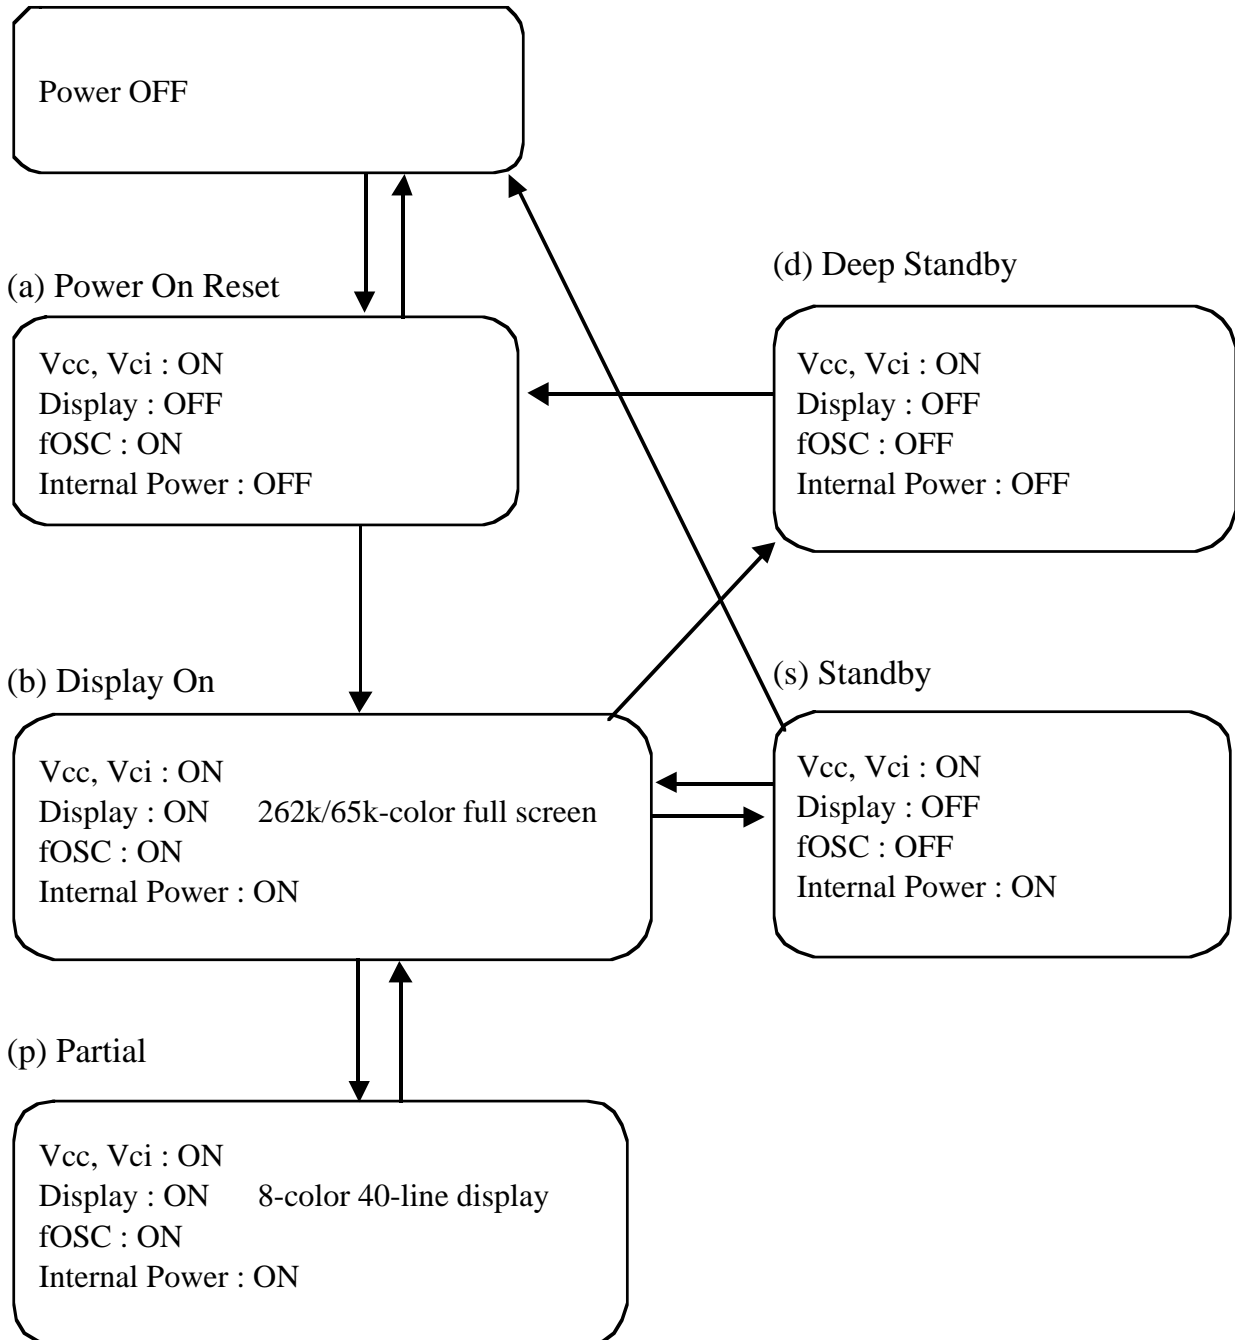 Power OFF
(a) Power On Reset
Vcc, Vci : ON
Display : OFF
fOSC : ON
Internal Power : OFF
(d) Deep Standby
Vcc, Vci : ON
Display : OFF
fOSC : OFF
Internal Power : OFF
(b) Display On
Vcc, Vci : ON
Display : ON 262k/65k-color full screen
fOSC : ON
Internal Power : ON
(s) Standby
Vcc, Vci : ON
Display : OFF
fOSC : OFF
Internal Power : ON
(p) Partial
Vcc, Vci : ON
Display : ON 8-color 40-line display
fOSC : ON
Internal Power : ON